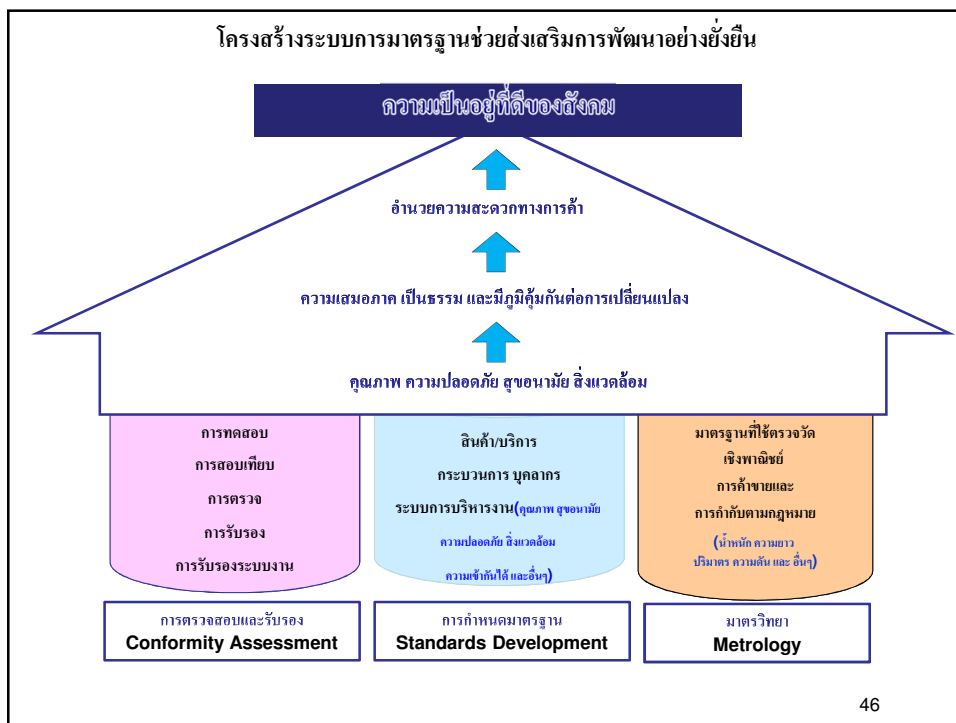 โครงสร้างระบบการมาตรฐานช่วยส่งเสริมการพัฒนาอย่างยั่งยืน
ความเป็นอยู่ที่ดีของสังคม
อำนวยความสะดวกทางการค้า
ความเสมอภาค เป็นธรรม และมีภูมิคุ้มกันต่อการเปลี่ยนแปลง
คุณภาพ ความปลอดภัย สุขอนามัย สิ่งแวดล้อม
การทดสอบ
การสอบเทียบ
การตรวจ
การรับรอง
การรับรองระบบงาน
การตรวจสอบและรับรอง
Conformity Assessment
สินค้า/บริการ
กระบวนการ บุคลากร
ระบบการบริหารงาน(คุณภาพ สุขอนามัย
ความปลอดภัย สิ่งแวดล้อม
ความเข้ากันได้ และอื่นๆ)
การกำหนดมาตรฐาน
Standards Development
มาตรฐานที่ใช้ตรวจวัด
เชิงพาณิชย์
การค้าขายและ
การกำกับตามกฎหมาย
(น้ำหนัก ความยาว
ปริมาตร ความดัน และ อื่นๆ)
มาตรวิทยา
Metrology
46